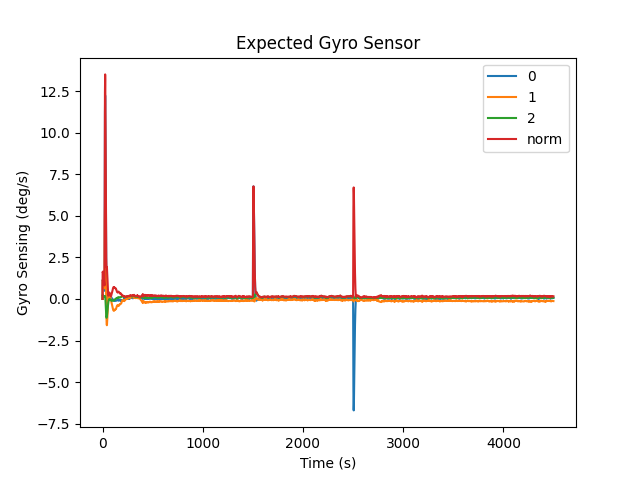 Expected Gyro Sensor
0
1
2
norm
12.5
10.0
7.5
5.0
2.5
0.0
−2.5
−5.0
−7.5
Gyro Sensing (deg/s)
0 1000 2000 3000 4000
Time (s)